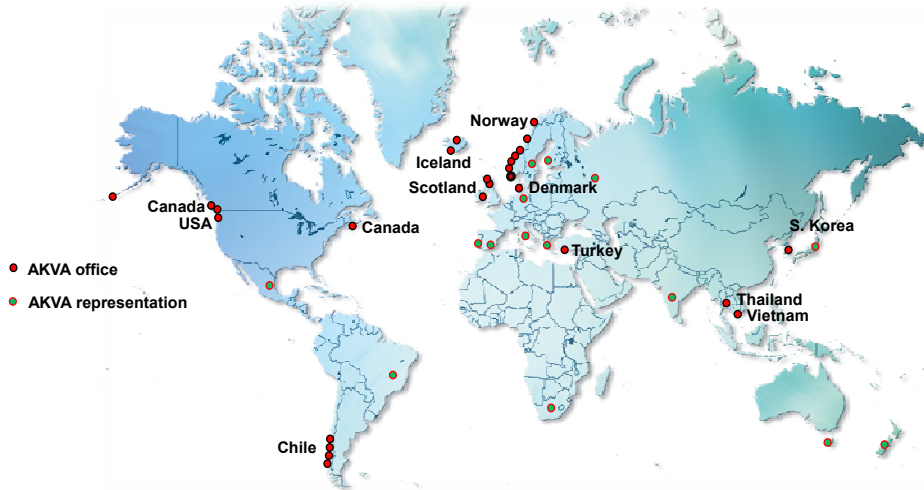 Norway
Iceland
Scotland
Denmark
Canada
USA
Canada
S. Korea
Turkey
AKVA office
AKVA representation
Thailand
Vietnam
Chile